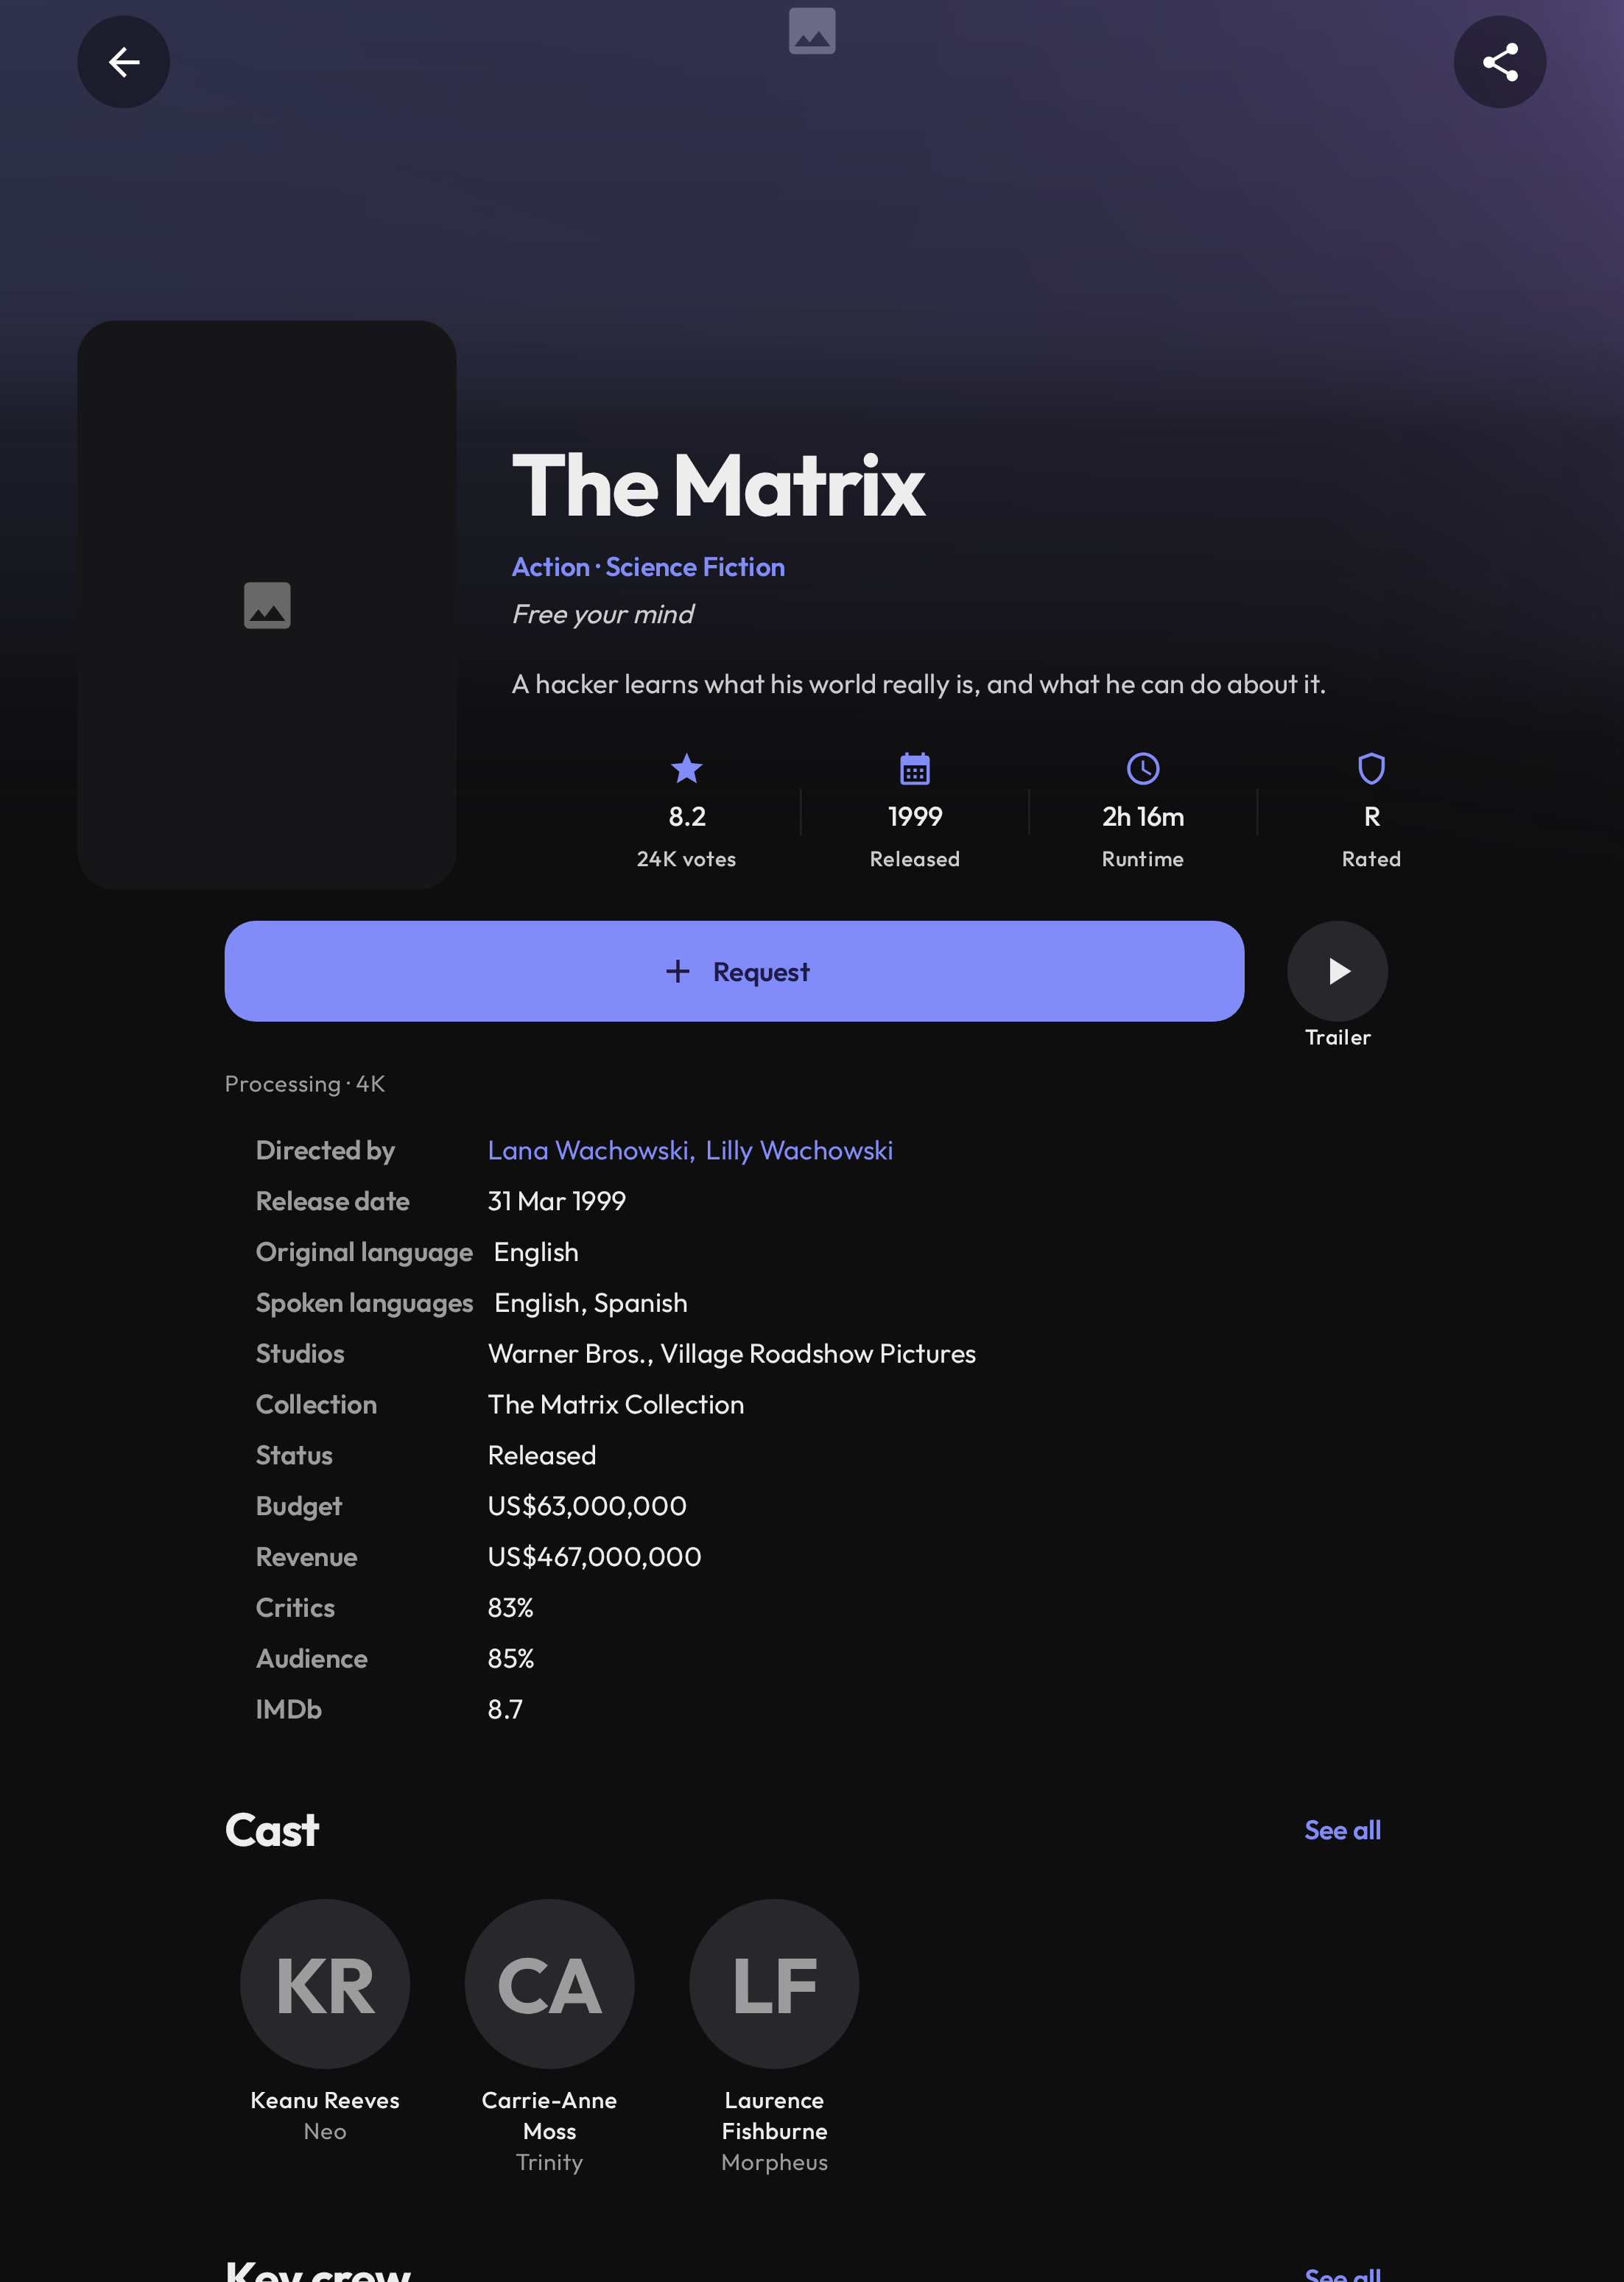 The Matrix
Action · Science Fiction
Free your mind
A hacker learns what his world really is, and what he can do about it.
8.2 1999 2h 16m R
24K votes Released Runtime Rated
Request
Trailer
Processing · 4K
Directed by Lana Wachowski, Lilly Wachowski
Release date 31 Mar 1999
Original language English
Spoken languages English, Spanish
Studios Warner Bros., Village Roadshow Pictures
Collection The Matrix Collection
Status Released
Budget US$63,000,000
Revenue US$467,000,000
Critics 83%
Audience 85%
IMDb 8.7
Cast See all
KR CA LF
Keanu Reeves Carrie-Anne Laurence
Neo Moss Fishburne
Trinity Morpheus
Key crew See all